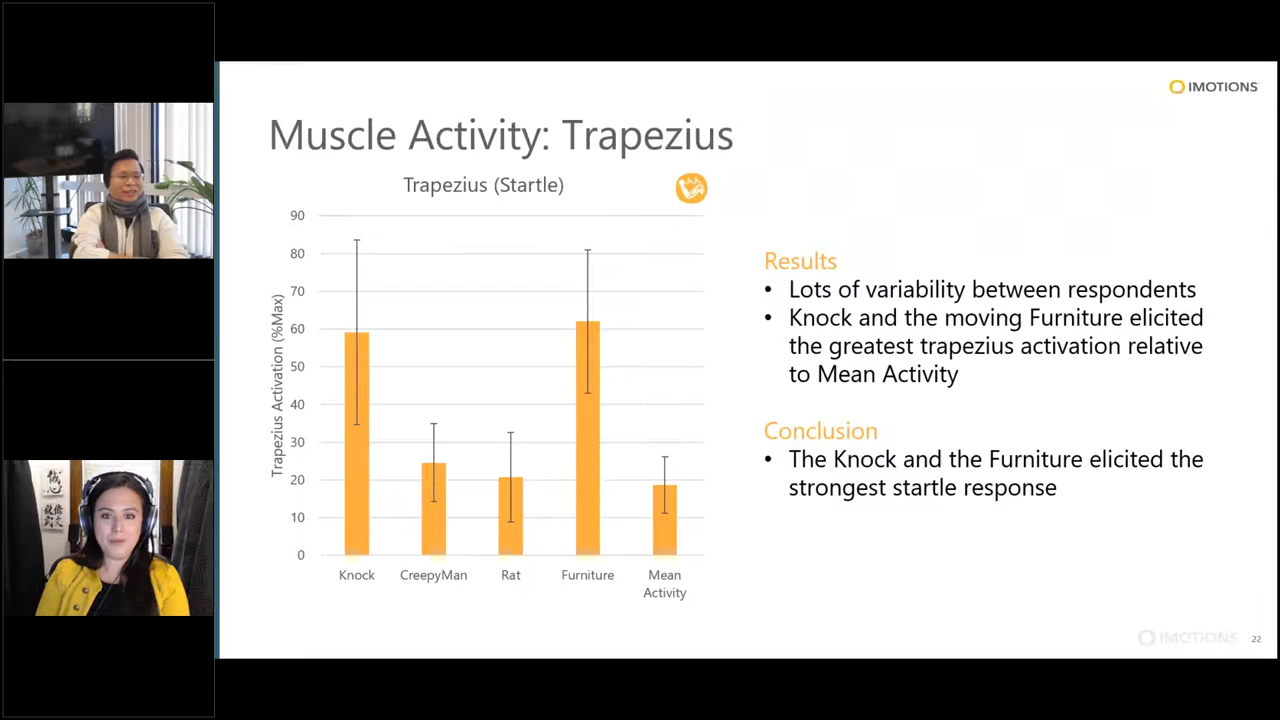 IMOTIONS
Muscle Activity: Trapezius
Trapezius (Startle)
Trapezius Activation (%Max)
90
80
70
60
50
40
30
20
10
0
Knock
CreepyMan
Rat
Furniture
Mean
Activity
Results
• Lots of variability between respondents
• Knock and the moving Furniture elicited
the greatest trapezius activation relative
to Mean Activity
Conclusion
• The Knock and the Furniture elicited the
strongest startle response
IMOTIONS
22
誠
心